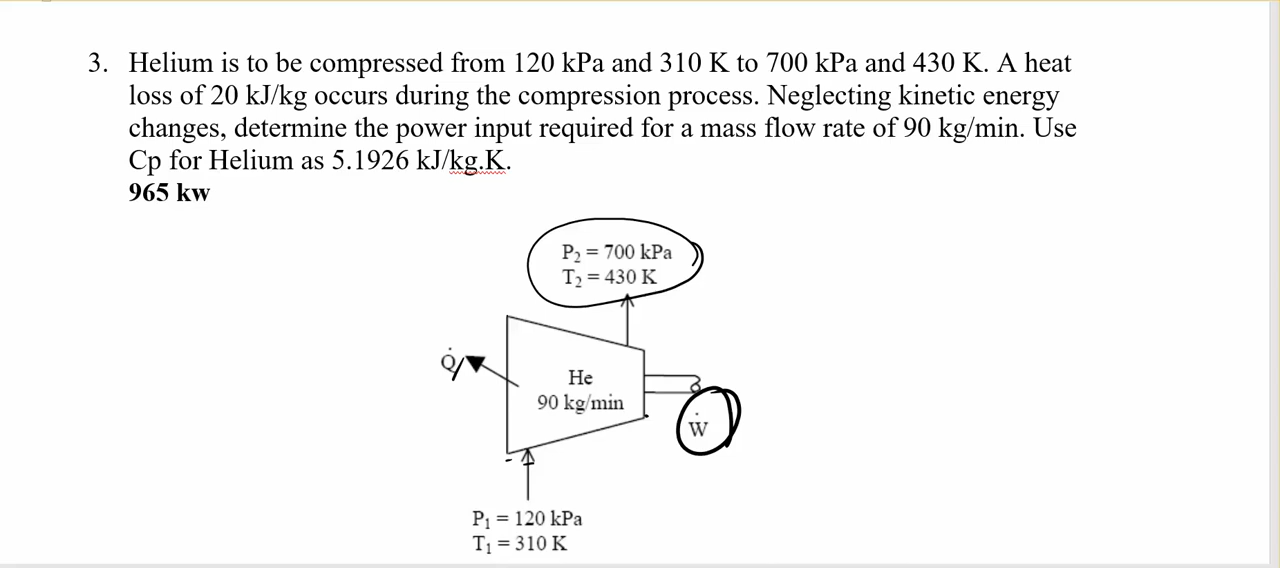 3. Helium is to be compressed from 120 kPa and 310 K to 700 kPa and 430 K. A heat
loss of 20 kJ/kg occurs during the compression process. Neglecting kinetic energy
changes, determine the power input required for a mass flow rate of 90 kg/min. Use
Cp for Helium as 5.1926 kJ/kg.K.
965 kw
P₂ = 700 kPa
T₂ = 430 K
Q̇
He
90 kg/min
Ẇ
P₁ = 120 kPa
T₁ = 310 K